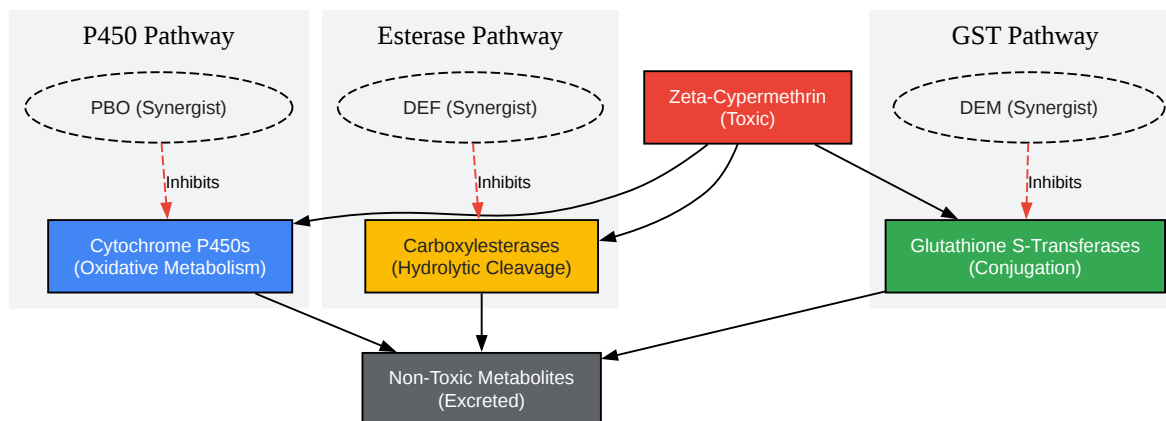 P450 Pathway
Esterase Pathway
GST Pathway
PBO (Synergist)
DEF (Synergist)
Zeta-Cypermethrin
(Toxic)
DEM (Synergist)
Inhibits
Inhibits
Inhibits
Cytochrome P450s
(Oxidative Metabolism)
Carboxylesterases
(Hydrolytic Cleavage)
Glutathione S-Transferases
(Conjugation)
Non-Toxic Metabolites
(Excreted)